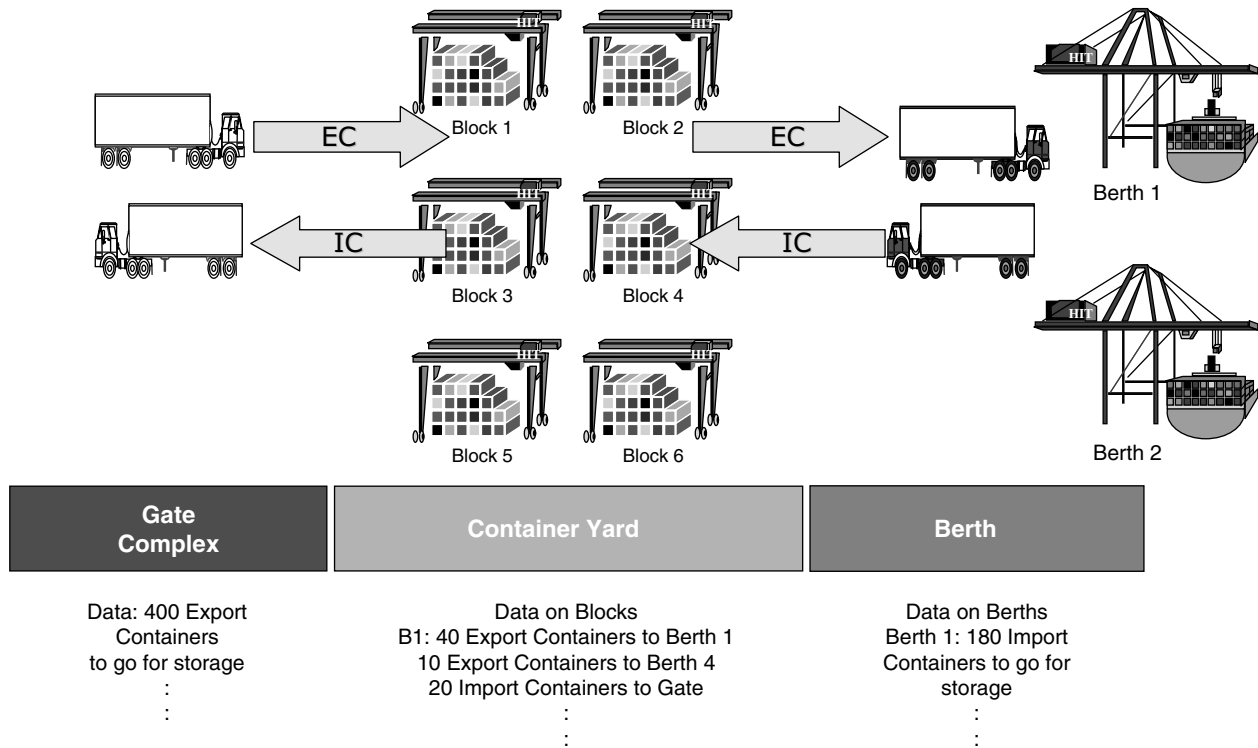 HIT
HIT
Block 1
Block 2
EC
EC
HIT
Berth 1
HIT
HIT
IC
IC
Block 3
Block 4
HIT
HIT
Block 5
Block 6
HIT
Berth 2
Gate
Complex
Container Yard
Berth
Data: 400 Export
Containers
to go for storage
:
:
Data on Blocks
B1: 40 Export Containers to Berth 1
10 Export Containers to Berth 4
20 Import Containers to Gate
:
:
Data on Berths
Berth 1: 180 Import
Containers to go for
storage
:
: